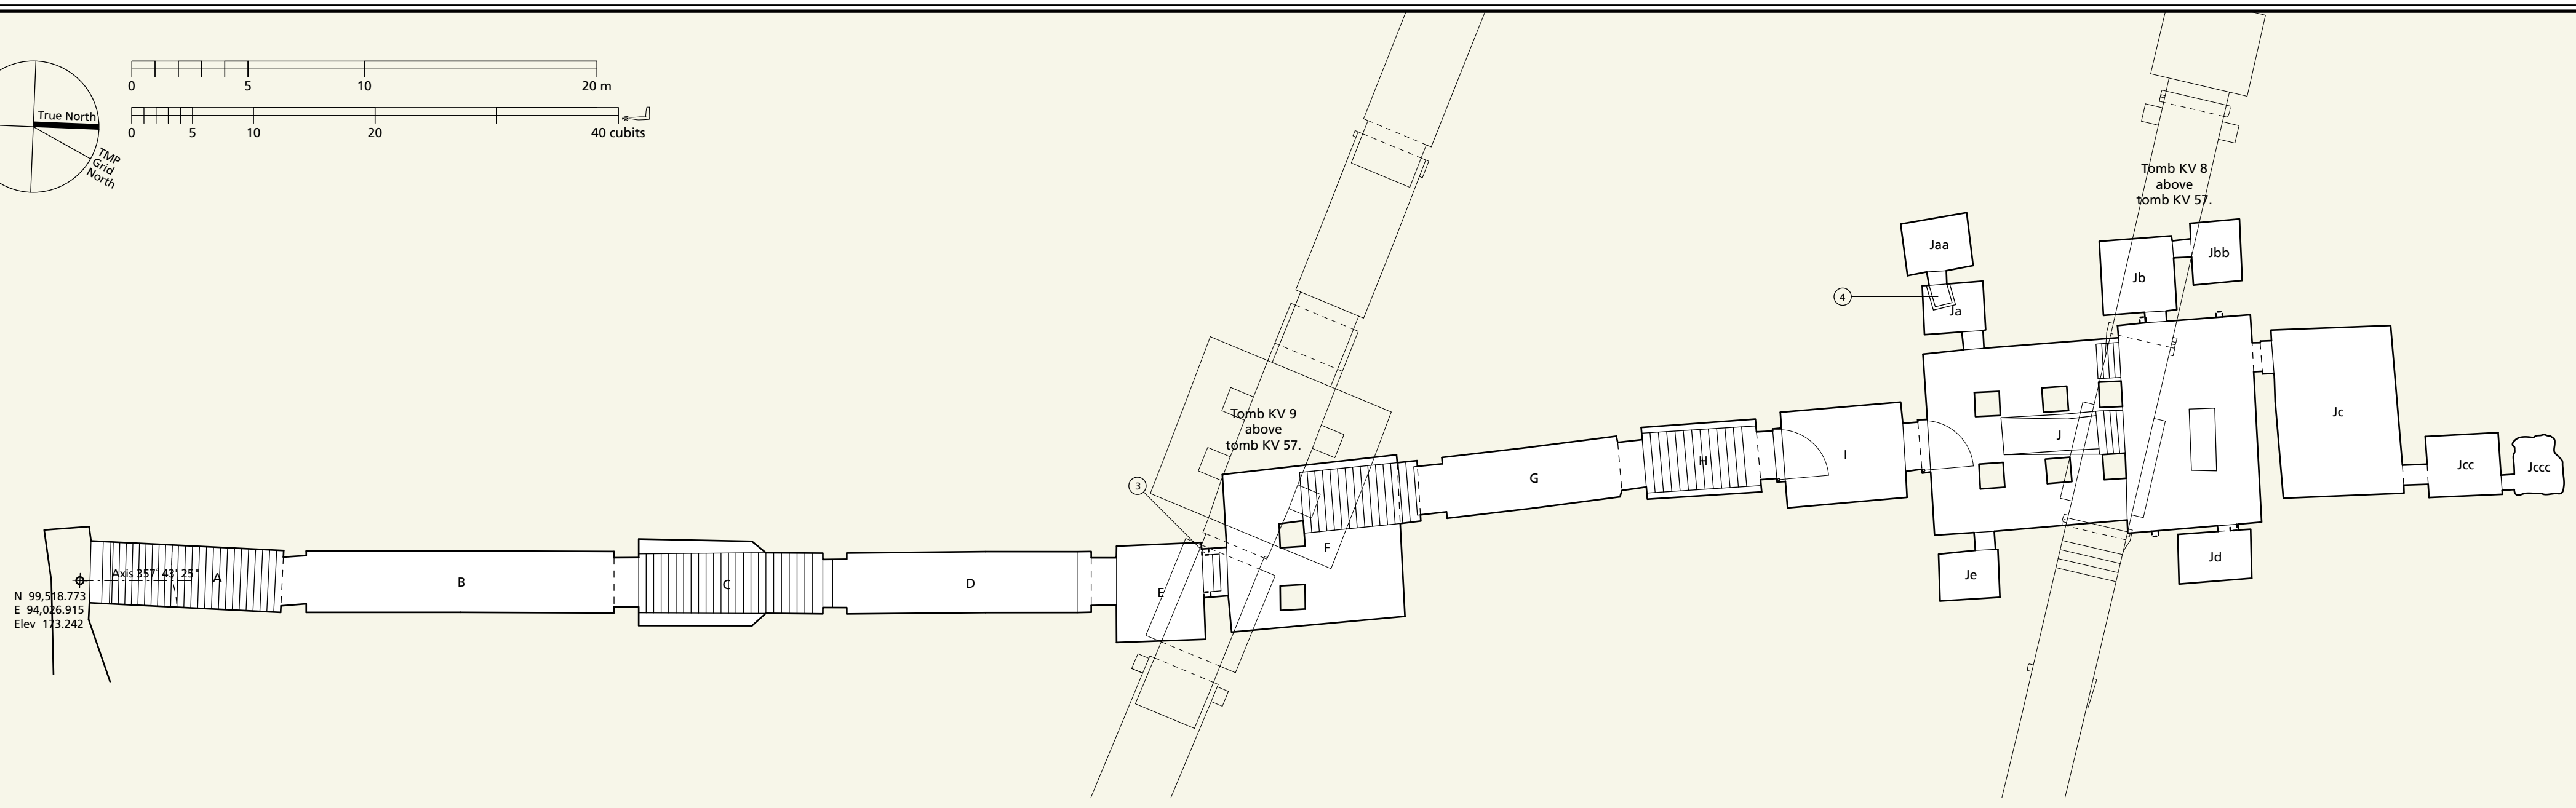 0 5 10 20 m
0 5 10 20 40 cubits
True North
TMP
Grid
North
Tomb KV 8
above
tomb KV 57.
Jaa
Jbb
Jb
4
Ja
Tomb KV 9
above
tomb KV 57.
Jc
J
I
H
G
Jcc
Jccc
3
F
E
D
C
B
A
Jd
Je
Axis 357° 43' 25"
N 99,518.773
E 94,026.915
Elev 173.242